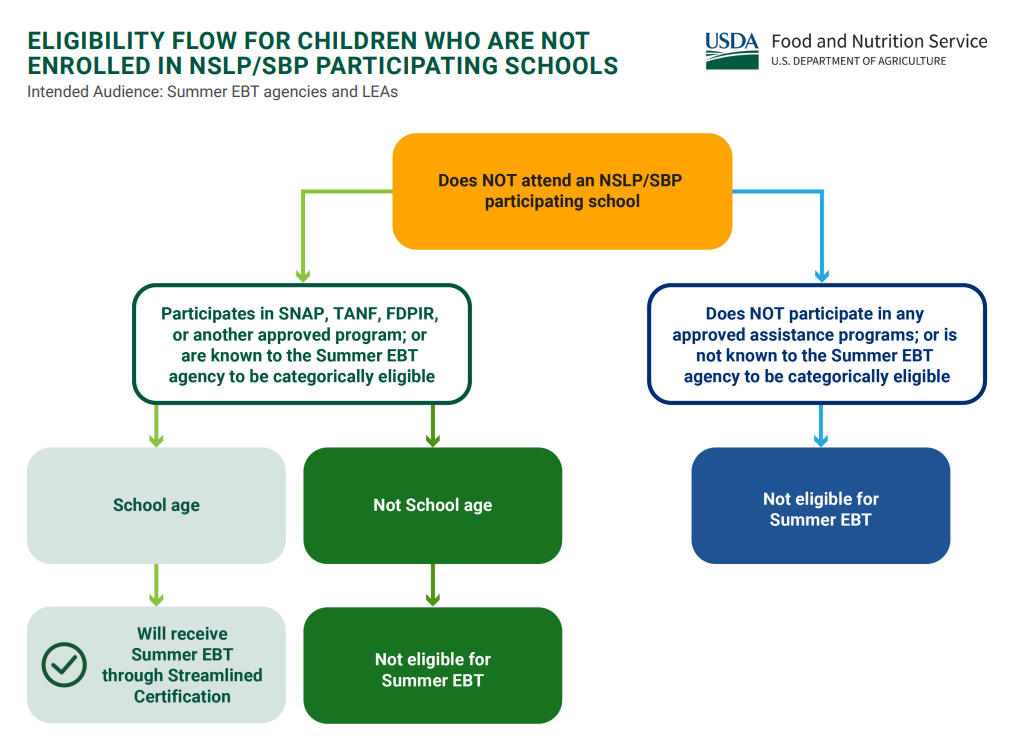 ELIGIBILITY FLOW FOR CHILDREN WHO ARE NOT
ENROLLED IN NSLP/SBP PARTICIPATING SCHOOLS
Intended Audience: Summer EBT agencies and LEAs
USDA
Food and Nutrition Service
U.S. DEPARTMENT OF AGRICULTURE
Does NOT attend an NSLP/SBP
participating school
Participates in SNAP, TANF, FDPIR,
or another approved program; or
are known to the Summer EBT
agency to be categorically eligible
Does NOT participate in any
approved assistance programs; or is
not known to the Summer EBT
agency to be categorically eligible
School age
Not School age
Not eligible for
Summer EBT
Will receive
Summer EBT
through Streamlined
Certification
Not eligible for
Summer EBT